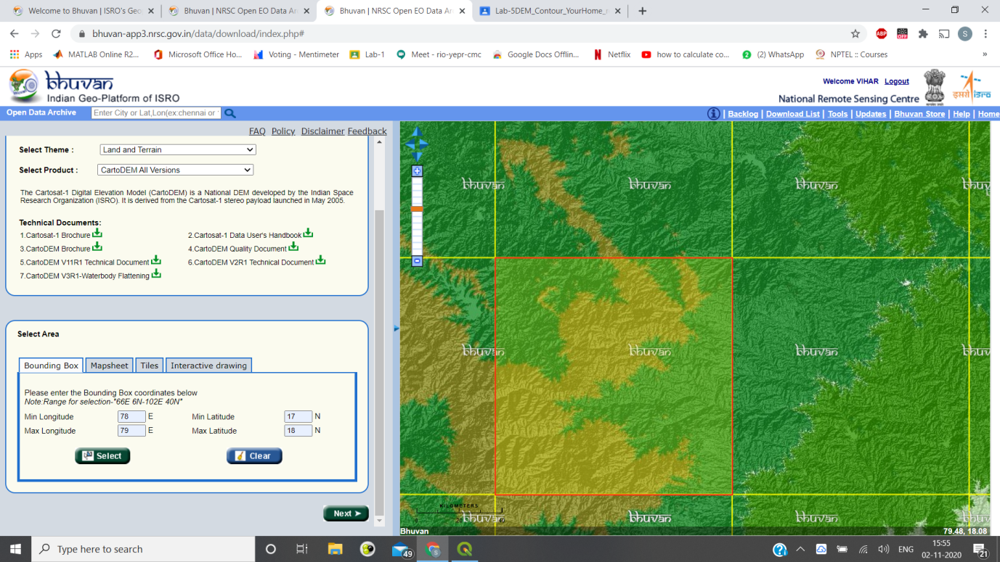 Welcome to Bhuvan | ISRO's Geo
Bhuvan | NRSC Open EO Data Ar
Bhuvan | NRSC Open EO Data Ar
Lab-5DEM_Contour_YourHome_r
bhuvan-app3.nrsc.gov.in/data/download/index.php#
ABP
OFF
S
Apps
MATLAB Online R2...
Microsoft Office Ho...
Voting - Mentimeter
Lab-1
Meet - rio-yepr-cmc
Google Docs Offlin...
Netflix
how to calculate co...
(2) WhatsApp
NPTEL :: Courses
»
bhuvan
Indian Geo-Platform of ISRO
Welcome VIHAR Logout
National Remote Sensing Centre
इसरो isro
Open Data Archive
Enter City or Lat,Lon(ex:chennai or
| Backlog | Download List | Tools | Updates | Bhuvan Store | Help | Home
FAQ Policy Disclaimer Feedback
Select Theme : Land and Terrain
Select Product : CartoDEM All Versions
The Cartosat-1 Digital Elevation Model (CartoDEM) is a National DEM developed by the Indian Space
Research Organization (ISRO). It is derived from the Cartosat-1 stereo payload launched in May 2005.
Technical Documents:
1.Cartosat-1 Brochure 2.Cartosat-1 Data User's Handbook
3.CartoDEM Brochure 4.CartoDEM Quality Document
5.CartoDEM V11R1 Technical Document 6.CartoDEM V2R1 Technical Document
7.CartoDEM V3R1-Waterbody Flattening
Select Area
Bounding Box Mapsheet Tiles Interactive drawing
Please enter the Bounding Box coordinates below
Note:Range for selection-"66E 6N-102E 40N"
Min Longitude 78 E Min Latitude 17 N
Max Longitude 79 E Max Latitude 18 N
Select Clear
Next
bhuvan bhuvan bhuvan bhuv
bhuvan bhuvan bhuvan bhuv
KILOMETERS
0 20 40
bhuvan bhuvan bhuvan bhuv
Bhuvan 79.48, 18.08
Type here to search
49
S
ENG
15:55
02-11-2020
21